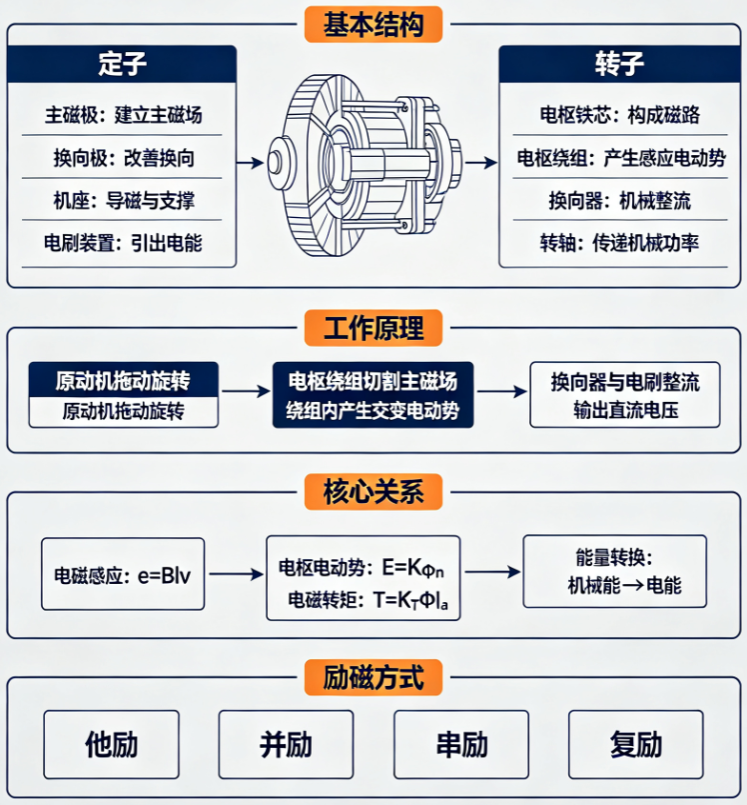 基本结构
定子
主磁极：建立主磁场
换向极：改善换向
机座：导磁与支撑
电刷装置：引出电能
转子
电枢铁芯：构成磁路
电枢绕组：产生感应电动势
换向器：机械整流
转轴：传递机械功率
工作原理
原动机拖动旋转
原动机拖动旋转
电枢绕组切割主磁场
绕组内产生交变电动势
换向器与电刷整流
输出直流电压
核心关系
电磁感应：e=Blv
电枢电动势：E=KΦn
电磁转矩：T=K_TΦI_a
能量转换：
机械能→电能
励磁方式
他励
并励
串励
复励